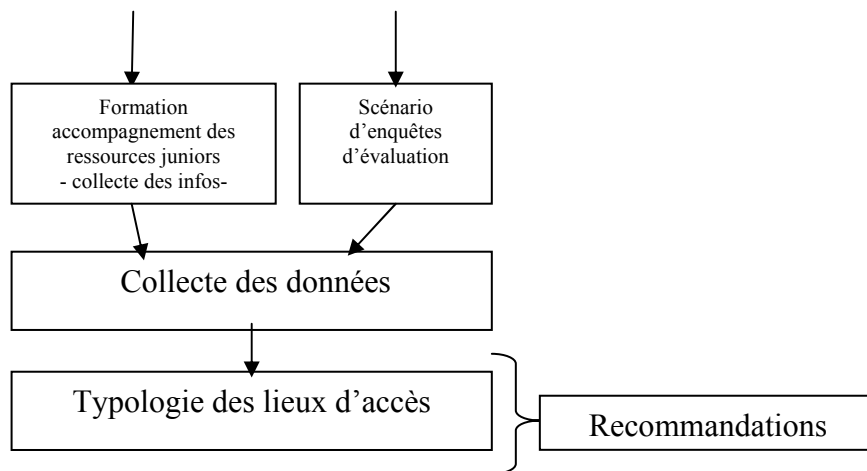 Formation
accompagnement des
ressources juniors
- collecte des infos-
Scénario
d’enquêtes
d’évaluation
Collecte des données
Typologie des lieux d’accès
Recommandations